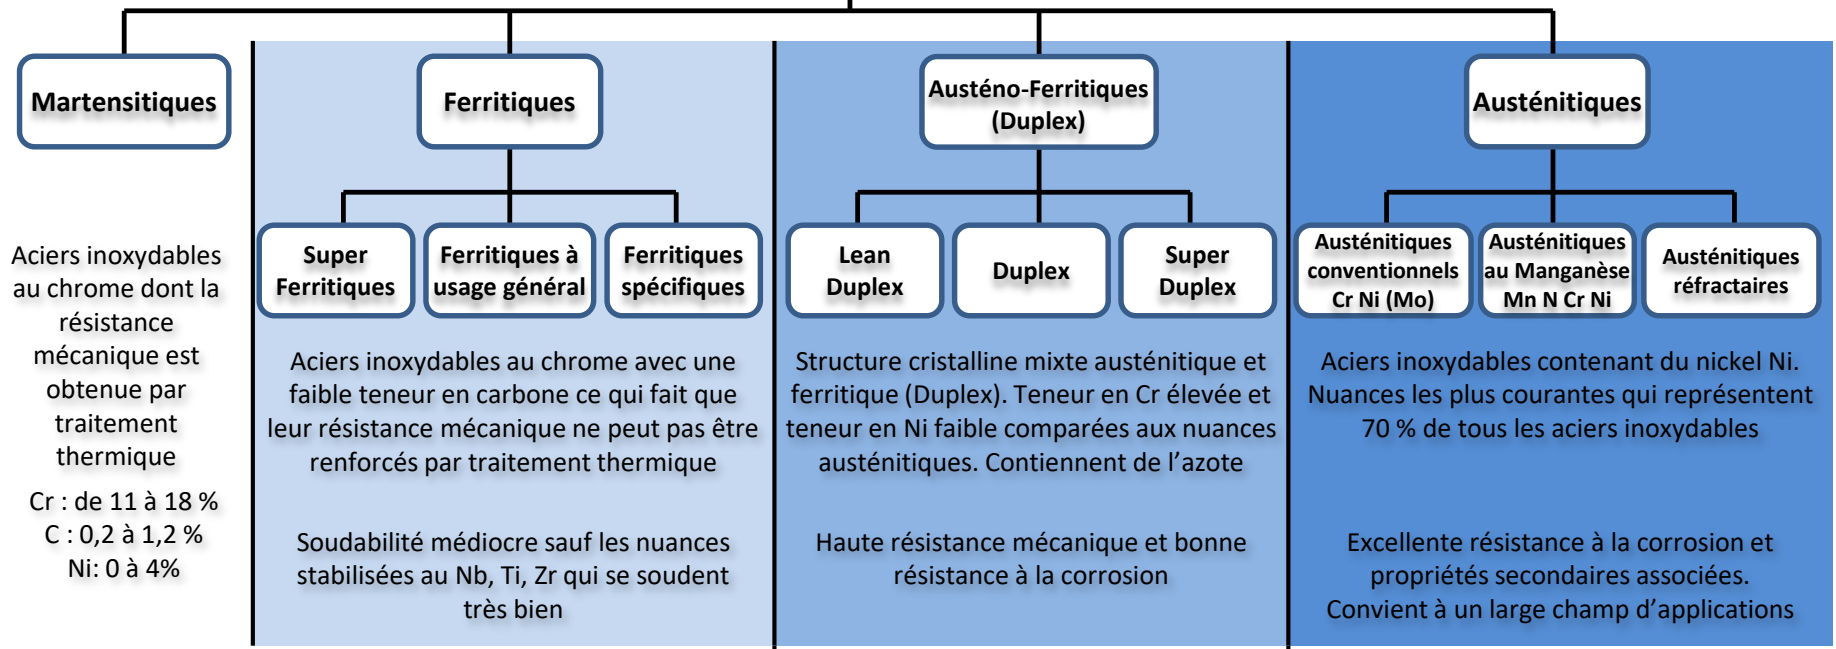 Martensitiques
Aciers inoxydables
au chrome dont la
résistance
mécanique est
obtenue par
traitement
thermique
Cr : de 11 à 18 %
C : 0,2 à 1,2 %
Ni: 0 à 4%
Ferritiques
Super
Ferritiques
Ferritiques à
usage général
Ferritiques
spécifiques
Aciers inoxydables au chrome avec une
faible teneur en carbone ce qui fait que
leur résistance mécanique ne peut pas être
renforcés par traitement thermique
Soudabilité médiocre sauf les nuances
stabilisées au Nb, Ti, Zr qui se soudent
très bien
Austéno-Ferritiques
(Duplex)
Lean
Duplex
Duplex
Super
Duplex
Structure cristalline mixte austénitique et
ferritique (Duplex). Teneur en Cr élevée et
teneur en Ni faible comparées aux nuances
austénitiques. Contiennent de l’azote
Haute résistance mécanique et bonne
résistance à la corrosion
Austénitiques
Austénitiques
conventionnels
Cr Ni (Mo)
Austénitiques
au Manganèse
Mn N Cr Ni
Austénitiques
réfractaires
Aciers inoxydables contenant du nickel Ni.
Nuances les plus courantes qui représentent
70 % de tous les aciers inoxydables
Excellente résistance à la corrosion et
propriétés secondaires associées.
Convient à un large champ d’applications